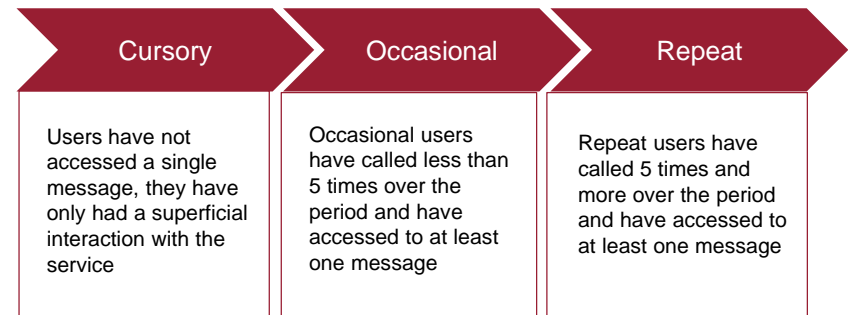 Cursory
Occasional
Repeat
Users have not
accessed a single
message, they have
only had a superficial
interaction with the
service
Occasional users
have called less than
5 times over the
period and have
accessed to at least
one message
Repeat users have
called 5 times and
more over the period
and have accessed to
at least one message